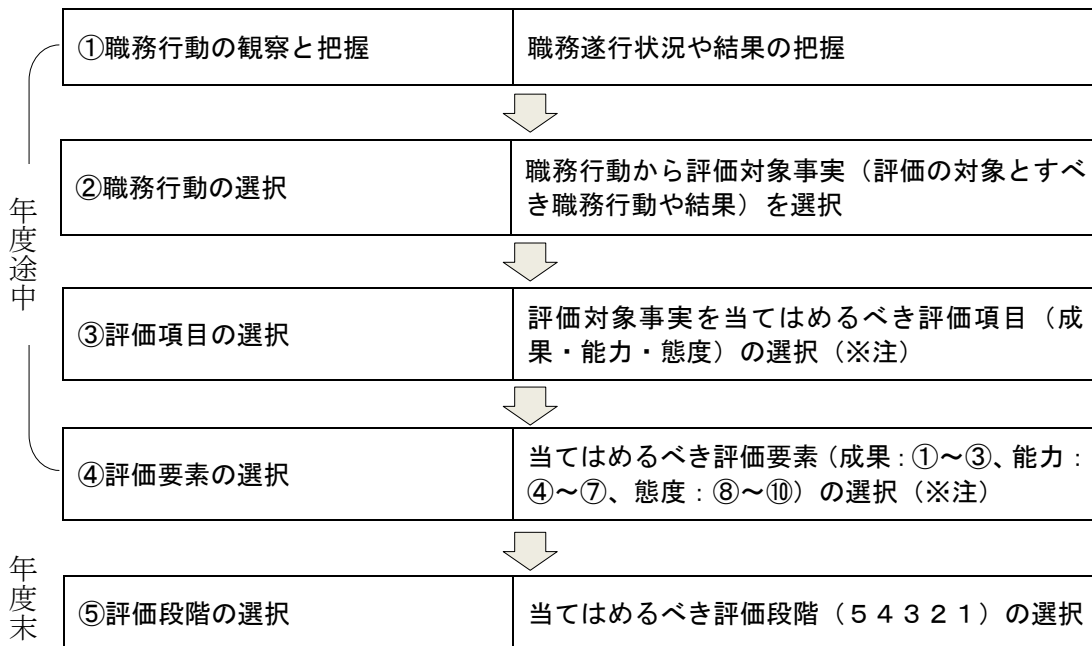 ①職務行動の観察と把握
職務遂行状況や結果の把握
②職務行動の選択
職務行動から評価対象事実（評価の対象とすべ
き職務行動や結果）を選択
年度途中
③評価項目の選択
評価対象事実を当てはめるべき評価項目（成
果・能力・態度）の選択（※注）
④評価要素の選択
当てはめるべき評価要素（成果：①～③、能力：
④～⑦、態度：⑧～⑩）の選択（※注）
年度末
⑤評価段階の選択
当てはめるべき評価段階（５４３２１）の選択